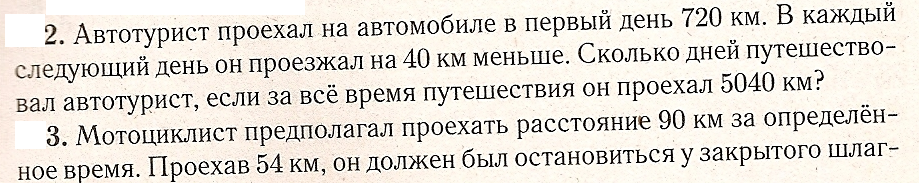 2. Автотурист проехал на автомобиле в первый день 720 км. В каждый
следующий день он проезжал на 40 км меньше. Сколько дней путешество-
вал автотурист, если за всё время путешествия он проехал 5040 км?
3. Мотоциклист предполагал проехать расстояние 90 км за определён-
ное время. Проехав 54 км, он должен был остановиться у закрытого шлаг-